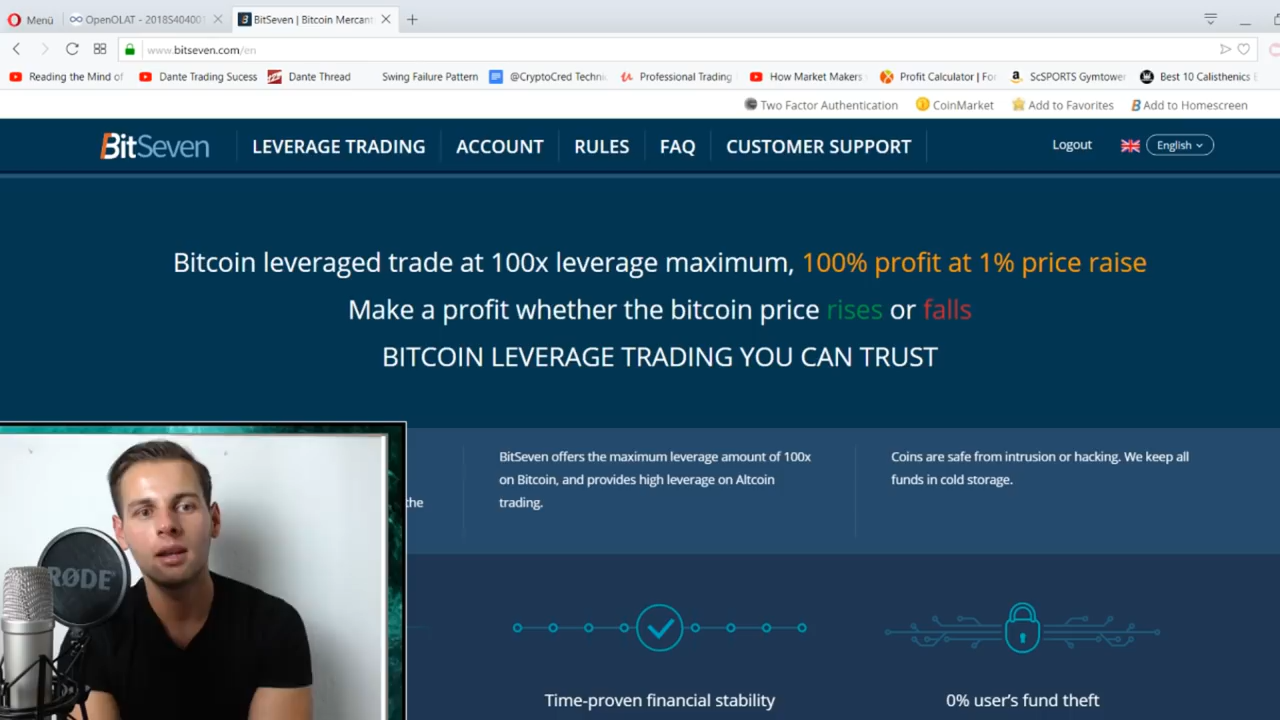 Menü
OpenOLAT - 2018S404001
BitSeven | Bitcoin Mercant
www.bitseven.com/en
Reading the Mind of
Dante Trading Sucess
Dante Thread
Swing Failure Pattern
@CryptoCred Techni
Professional Trading
How Market Makers
Profit Calculator | Fo
ScSPORTS Gymtower
Best 10 Calisthenics
Two Factor Authentication
CoinMarket
Add to Favorites
Add to Homescreen
BitSeven
LEVERAGE TRADING
ACCOUNT
RULES
FAQ
CUSTOMER SUPPORT
Logout
English
Bitcoin leveraged trade at 100x leverage maximum, 100% profit at 1% price raise
Make a profit whether the bitcoin price rises or falls
BITCOIN LEVERAGE TRADING YOU CAN TRUST
the
BitSeven offers the maximum leverage amount of 100x
on Bitcoin, and provides high leverage on Altcoin
trading.
Coins are safe from intrusion or hacking. We keep all
funds in cold storage.
RØDE
Time-proven financial stability
0% user's fund theft